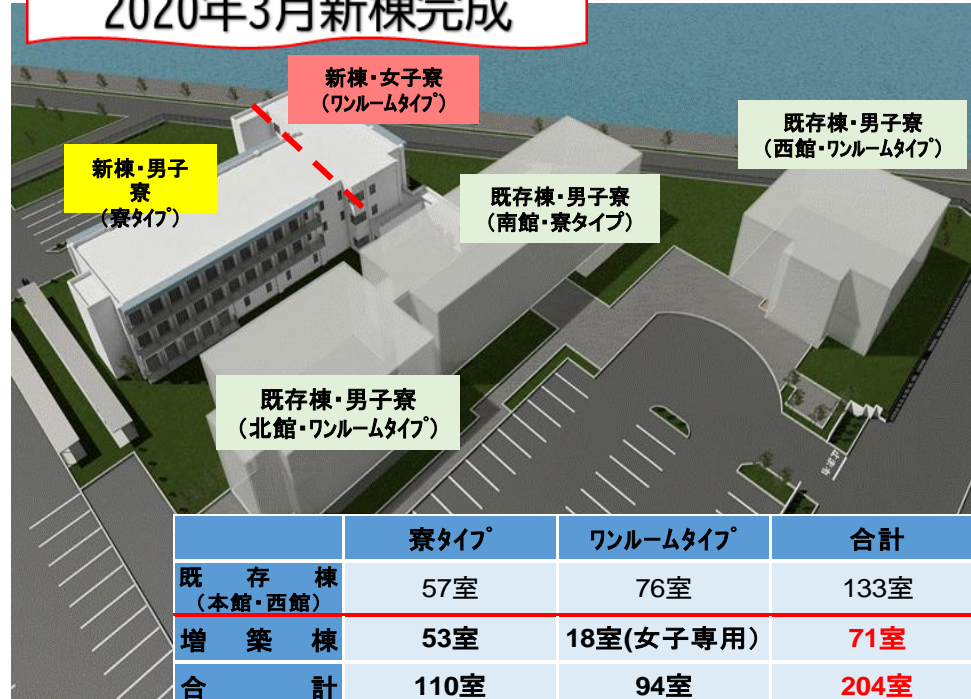 2020年3月新棟完成
新棟・女子寮
（ﾜﾝﾙｰﾑﾀｲﾌﾟ）
既存棟・男子寮
（西館・ﾜﾝﾙｰﾑﾀｲﾌﾟ）
新棟・男子
寮
（寮ﾀｲﾌﾟ）
既存棟・男子寮
（南館・寮タイプ）
既存棟・男子寮
（北館・ﾜﾝﾙｰﾑﾀｲﾌﾟ）
寮ﾀｲﾌﾟ ﾜﾝﾙｰﾑﾀｲﾌﾟ 合計
既存棟 57室 76室 133室
（本館・西館）
増築棟 53室 18室(女子専用） 71室
合計 110室 94室 204室